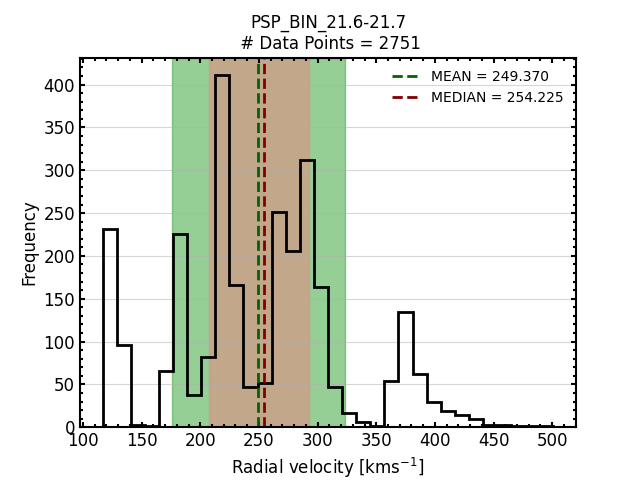 PSP_BIN_21.6-21.7
# Data Points = 2751
MEAN = 249.370
MEDIAN = 254.225
Frequency
400
350
300
250
200
150
100
50
0
100 150 200 250 300 350 400 450 500
Radial velocity [kms⁻¹]